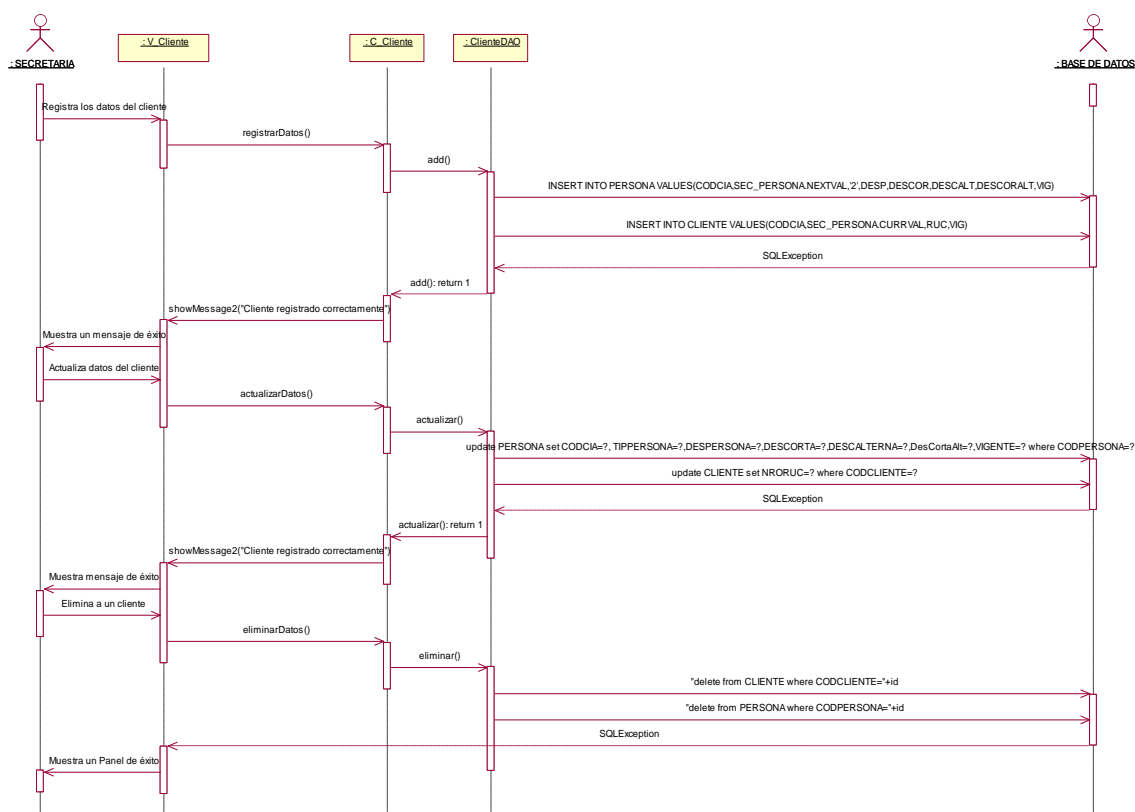 : SECRETARIA
: V_Cliente
: C_Cliente
: ClienteDAO
: BASE DE DATOS
Registra los datos del cliente
registrarDatos()
add()
INSERT INTO PERSONA VALUES(CODCIA,SEC_PERSONA.NEXTVAL,'2',DESP,DESCOR,DESCALT,DESCORALT,VIG)
INSERT INTO CLIENTE VALUES(CODCIA,SEC_PERSONA.CURRVAL,RUC,VIG)
SQLException
add(): return 1
showMessage2("Cliente registrado correctamente")
Muestra un mensaje de éxito
Actualiza datos del cliente
actualizarDatos()
actualizar()
update PERSONA set CODCIA=?, TIPPERSONA=?,DESPERSONA=?,DESCORTA=?,DESCALTERNA=?,DesCortaAlt=?,VIGENTE=? where CODPERSONA=?
update CLIENTE set NRORUC=? where CODCLIENTE=?
SQLException
actualizar(): return 1
showMessage2("Cliente registrado correctamente")
Muestra mensaje de éxito
Elimina a un cliente
eliminarDatos()
eliminar()
"delete from CLIENTE where CODCLIENTE="+id
"delete from PERSONA where CODPERSONA="+id
SQLException
Muestra un Panel de éxito